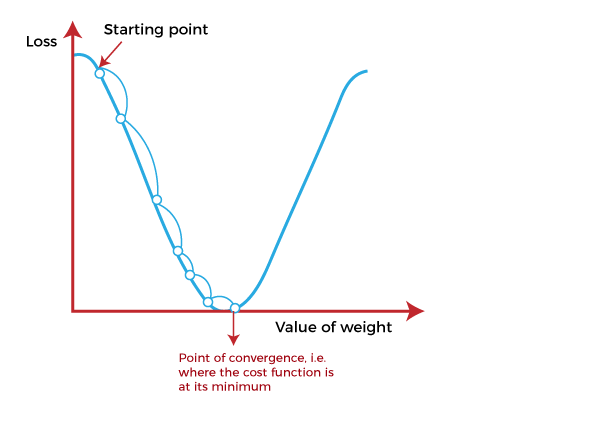 Starting point
Loss
Value of weight
Point of convergence, i.e.
where the cost function is
at its minimum